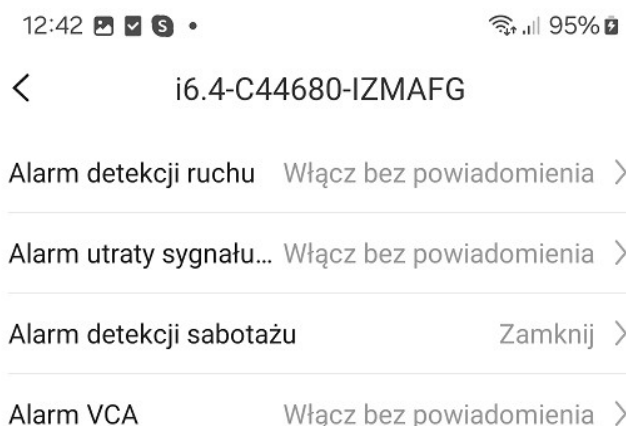 12:42 S • 95%
i6.4-C44680-IZMAFG
Alarm detekcji ruchu Włącz bez powiadomienia
Alarm utraty sygnału... Włącz bez powiadomienia
Alarm detekcji sabotażu Zamknij
Alarm VCA Włącz bez powiadomienia